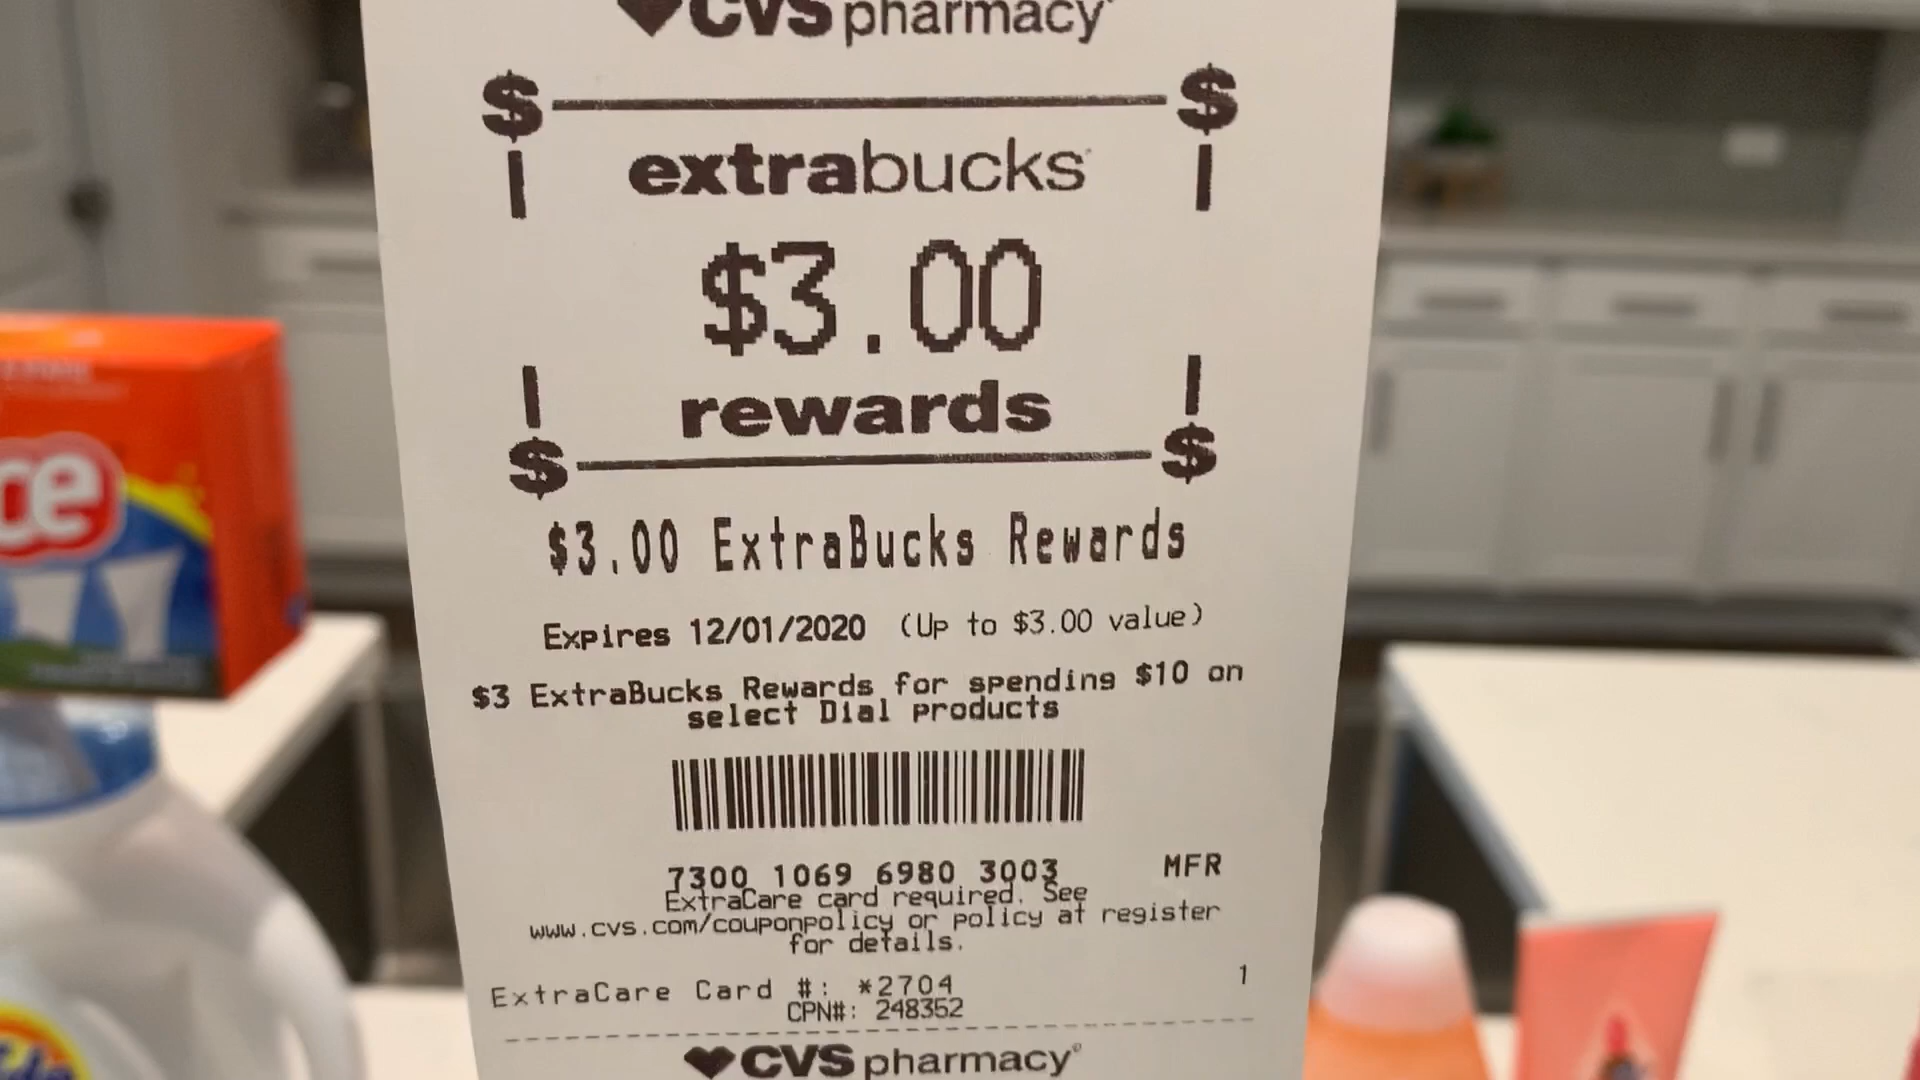 CVS pharmacy
$ $
extrabucks
$3.00
rewards
$ $
$3.00 ExtraBucks Rewards
Expires 12/01/2020 (Up to $3.00 value)
$3 ExtraBucks Rewards for spending $10 on
select Dial products
7300 1069 6980 3003 MFR
ExtraCare card required. See
www.cvs.com/couponpolicy or policy at register
for details.
ExtraCare Card #: *2704 1
CPN#: 248352
CVS pharmacy
ce